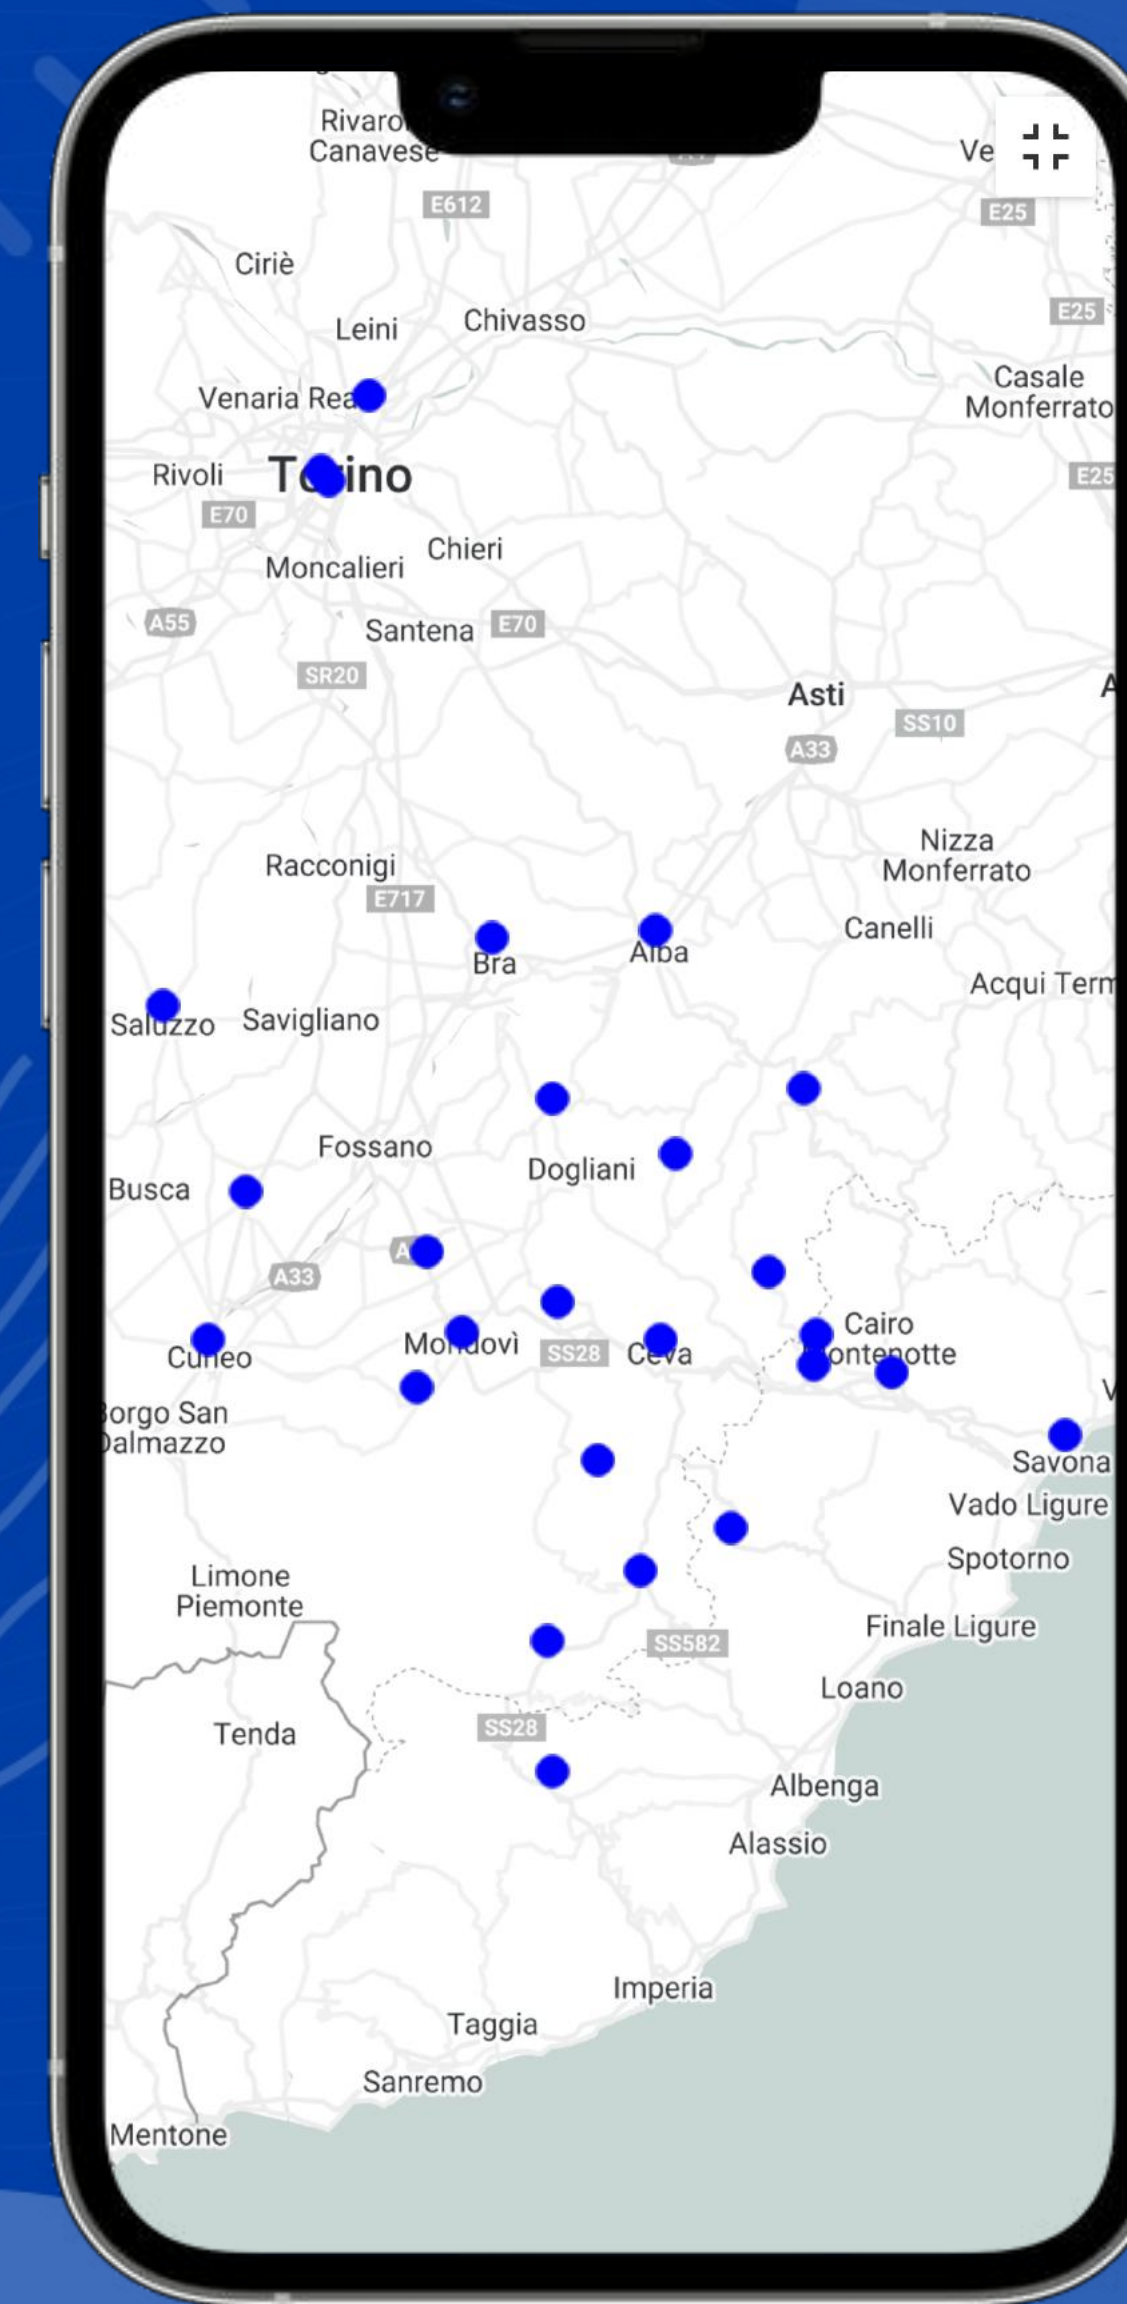 Canavese
E612
E25
Ciriè
E25
Leini
Chivasso
Casale
Monferrato
Venaria Rea
Rivoli
Torino
E25
E70
Chieri
Moncalieri
A55
Santena
E70
SR20
Asti
SS10
A33
Nizza
Monferrato
Racconigi
E717
Canelli
Bra
Alba
Acqui Term
Saluzzo
Savigliano
Fossano
Dogliani
Busca
A33
Cairo
Montenotte
Mondovì
SS28
Ceva
Cuneo
Borgo San
Dalmazzo
Savona
Vado Ligure
Spotorno
Limone
Piemonte
Finale Ligure
SS582
Loano
SS28
Tenda
Albenga
Alassio
Imperia
Taggia
Sanremo
Mentone